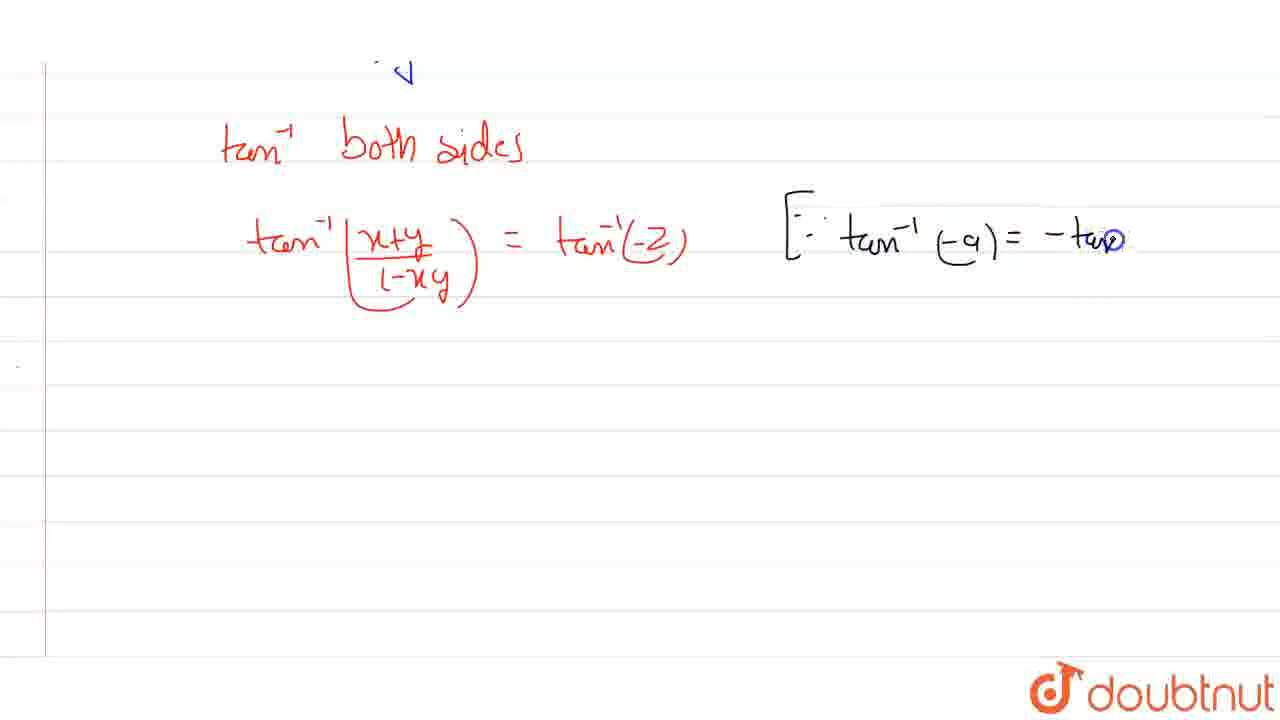 tan⁻¹ both sides
tan⁻¹ (x+y / 1-xy) = tan⁻¹(-z) [∵ tan⁻¹(-a) = -tan
doubtnut